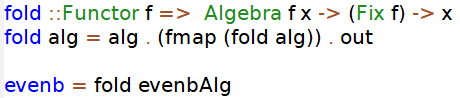 fold ::Functor f => Algebra f x -> (Fix f) -> x
fold alg = alg . (fmap (fold alg)) . out
evenb = fold evenbAlg